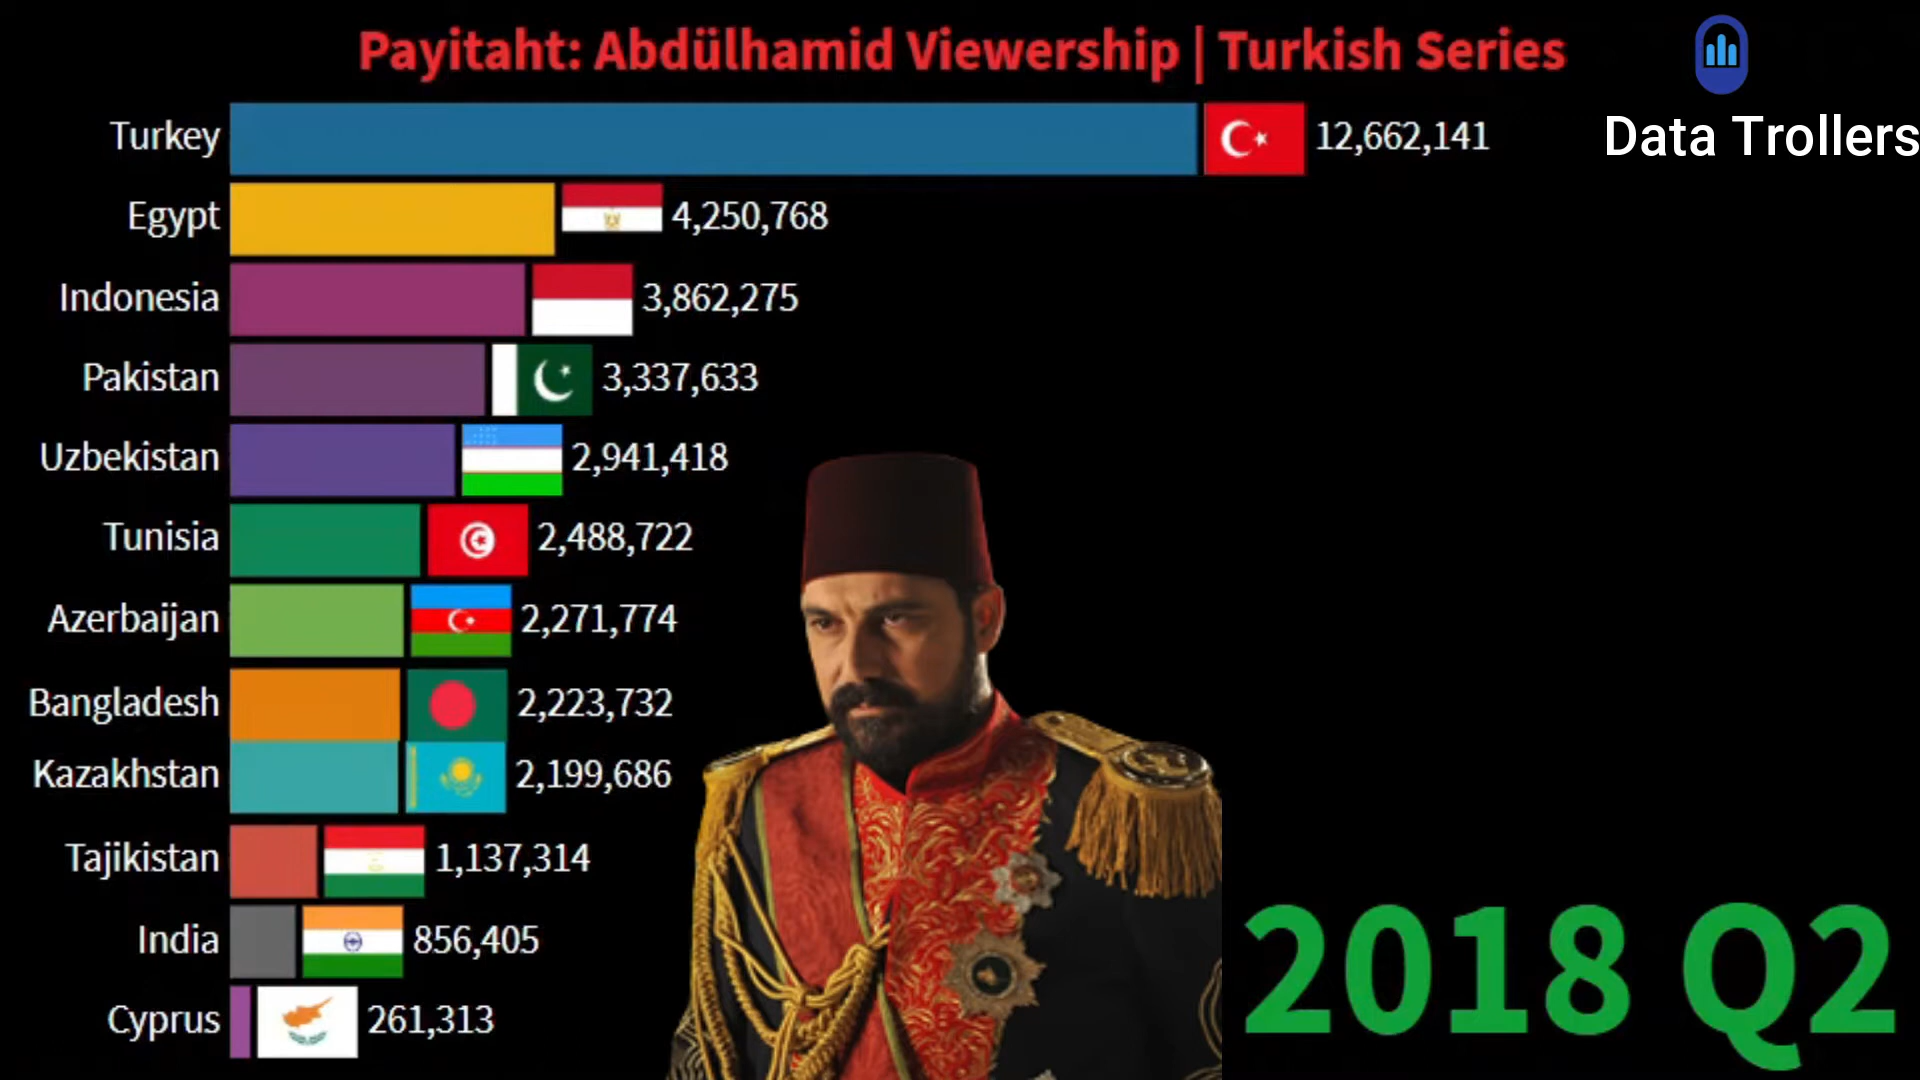 Payitaht: Abdülhamid Viewership | Turkish Series
Data Trollers
Turkey 12,662,141
Egypt 4,250,768
Indonesia 3,862,275
Pakistan 3,337,633
Uzbekistan 2,941,418
Tunisia 2,488,722
Azerbaijan 2,271,774
Bangladesh 2,223,732
Kazakhstan 2,199,686
Tajikistan 1,137,314
India 856,405
Cyprus 261,313
2018 Q2